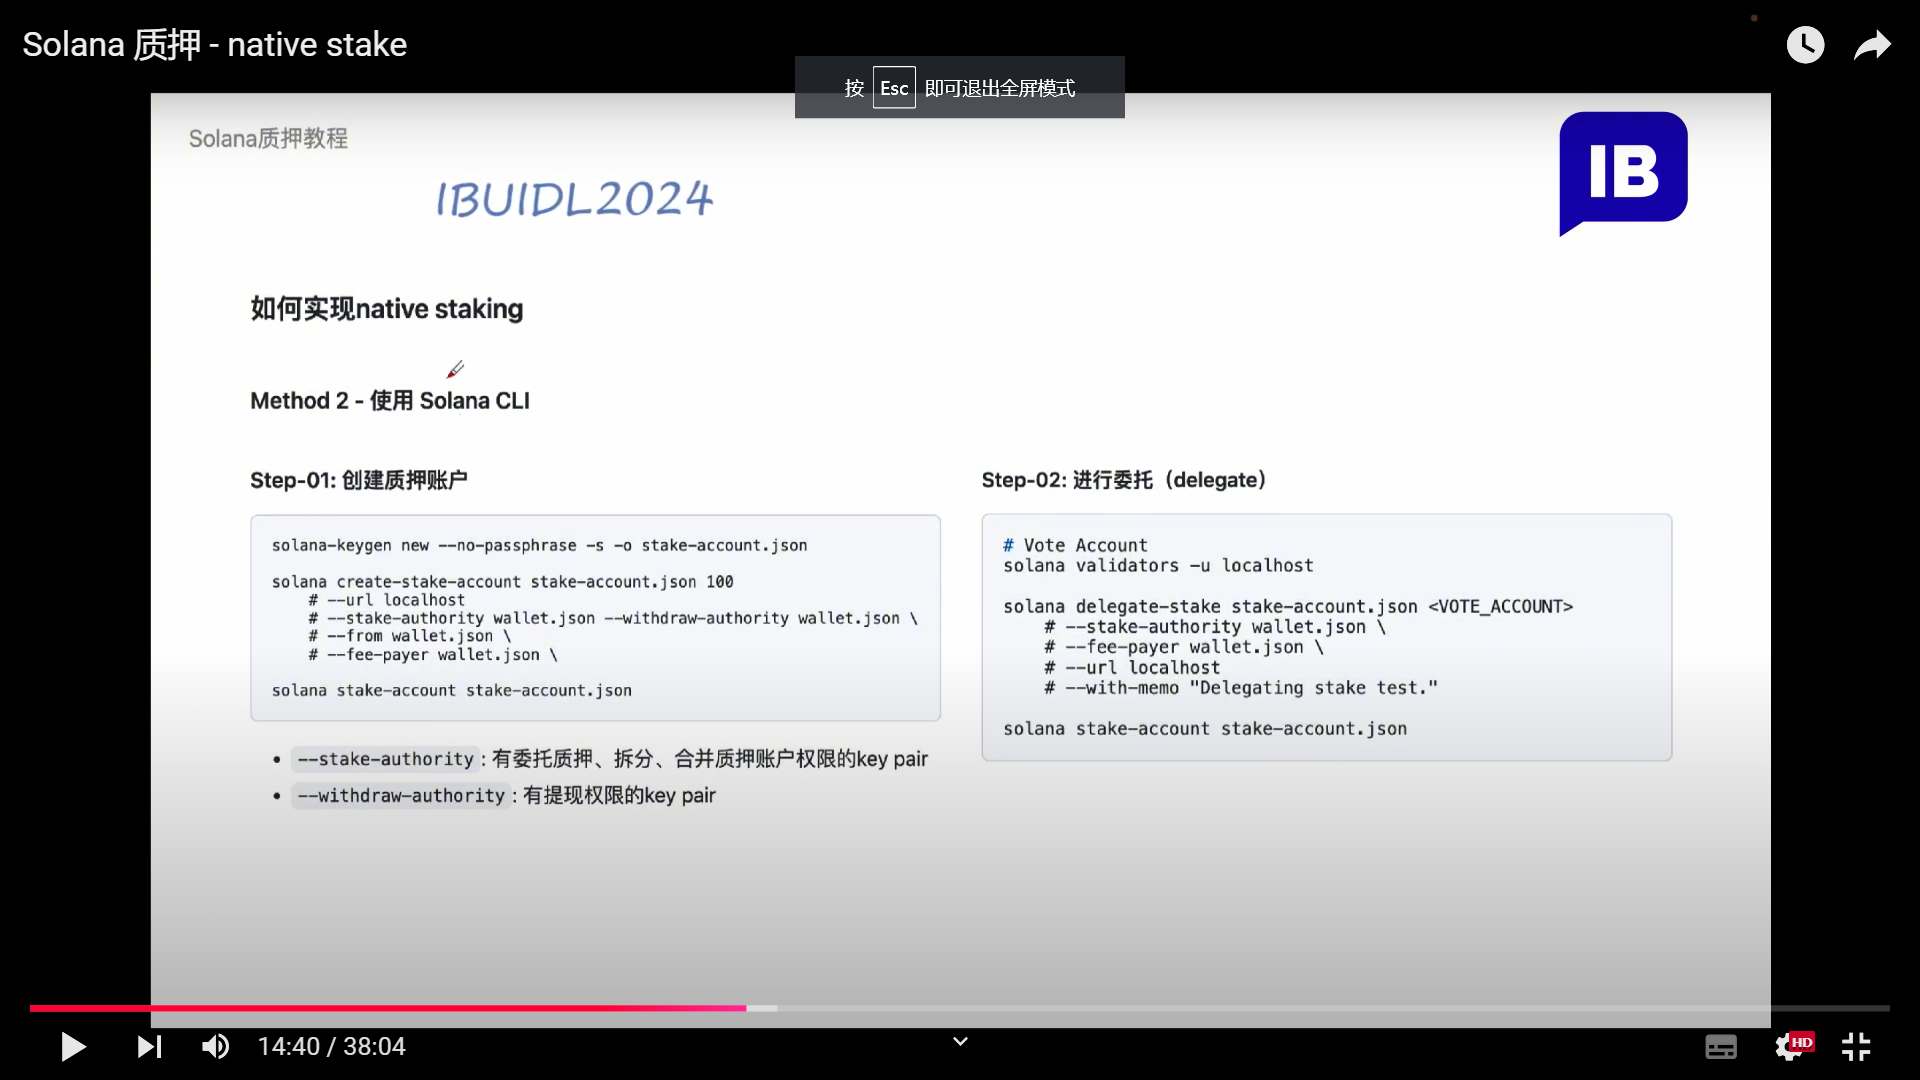 Solana 质押 - native stake
按 Esc 即可退出全屏模式
Solana质押教程
IBUIDL2024
IB
如何实现native staking
Method 2 - 使用 Solana CLI
Step-01: 创建质押账户
solana-keygen new --no-passphrase -s -o stake-account.json
solana create-stake-account stake-account.json 100
# --url localhost
# --stake-authority wallet.json --withdraw-authority wallet.json \
# --from wallet.json \
# --fee-payer wallet.json \
solana stake-account stake-account.json
• --stake-authority : 有委托质押、拆分、合并质押账户权限的key pair
• --withdraw-authority : 有提现权限的key pair
Step-02: 进行委托（delegate）
# Vote Account
solana validators -u localhost
solana delegate-stake stake-account.json <VOTE_ACCOUNT>
# --stake-authority wallet.json \
# --fee-payer wallet.json \
# --url localhost
# --with-memo "Delegating stake test."
solana stake-account stake-account.json
14:40 / 38:04
HD